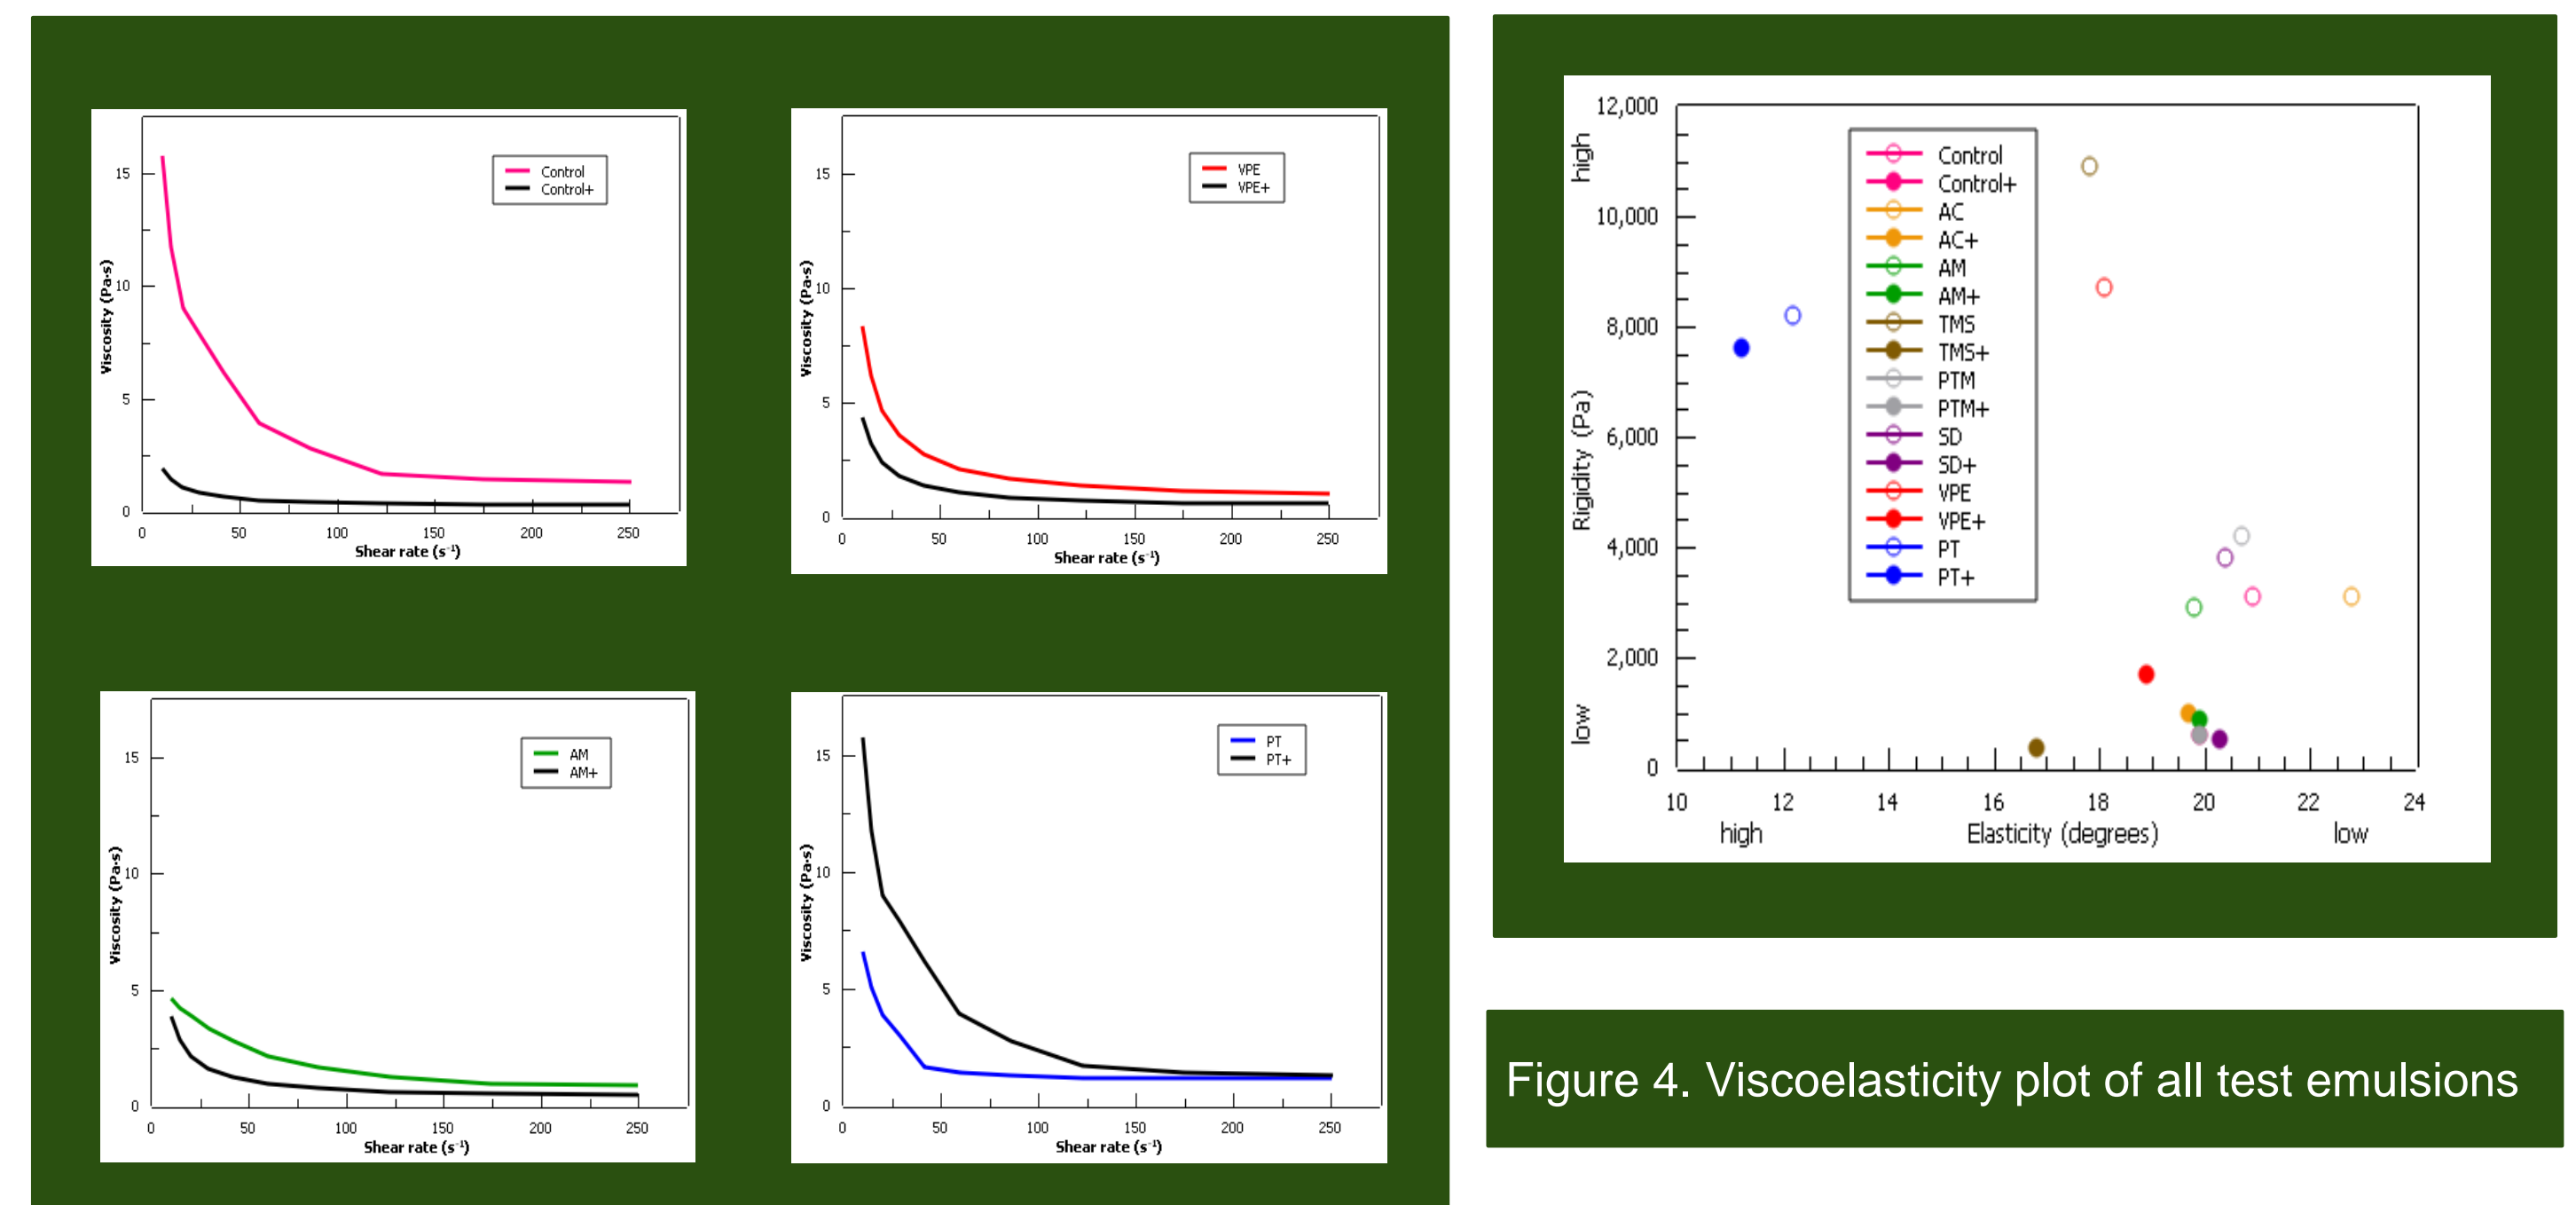 15
10
5
0
Viscosity (Pa·s)
Control
Control+
0 50 100 150 200 250
Shear rate (s⁻¹)
15
10
5
0
Viscosity (Pa·s)
VPE
VPE+
0 50 100 150 200 250
Shear rate (s⁻¹)
15
10
5
0
Viscosity (Pa·s)
AM
AM+
0 50 100 150 200 250
Shear rate (s⁻¹)
15
10
5
0
Viscosity (Pa·s)
PT
PT+
0 50 100 150 200 250
Shear rate (s⁻¹)
12,000
10,000
8,000
6,000
4,000
2,000
0
high
Rigidity (Pa)
low
Control
Control+
AC
AC+
AM
AM+
TMS
TMS+
PTM
PTM+
SD
SD+
VPE
VPE+
PT
PT+
10 12 14 16 18 20 22 24
high Elasticity (degrees) low
Figure 4. Viscoelasticity plot of all test emulsions